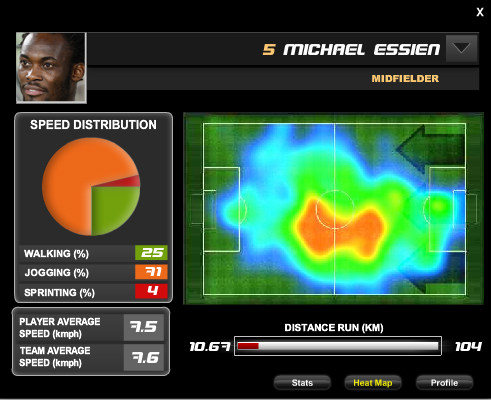 X
5 MICHAEL ESSIEN
MIDFIELDER
SPEED DISTRIBUTION
WALKING (%) 25
JOGGING (%) 71
SPRINTING (%) 4
PLAYER AVERAGE
SPEED (kmph) 7.5
TEAM AVERAGE
SPEED (kmph) 7.6
DISTANCE RUN (KM)
10.67 104
Stats Heat Map Profile